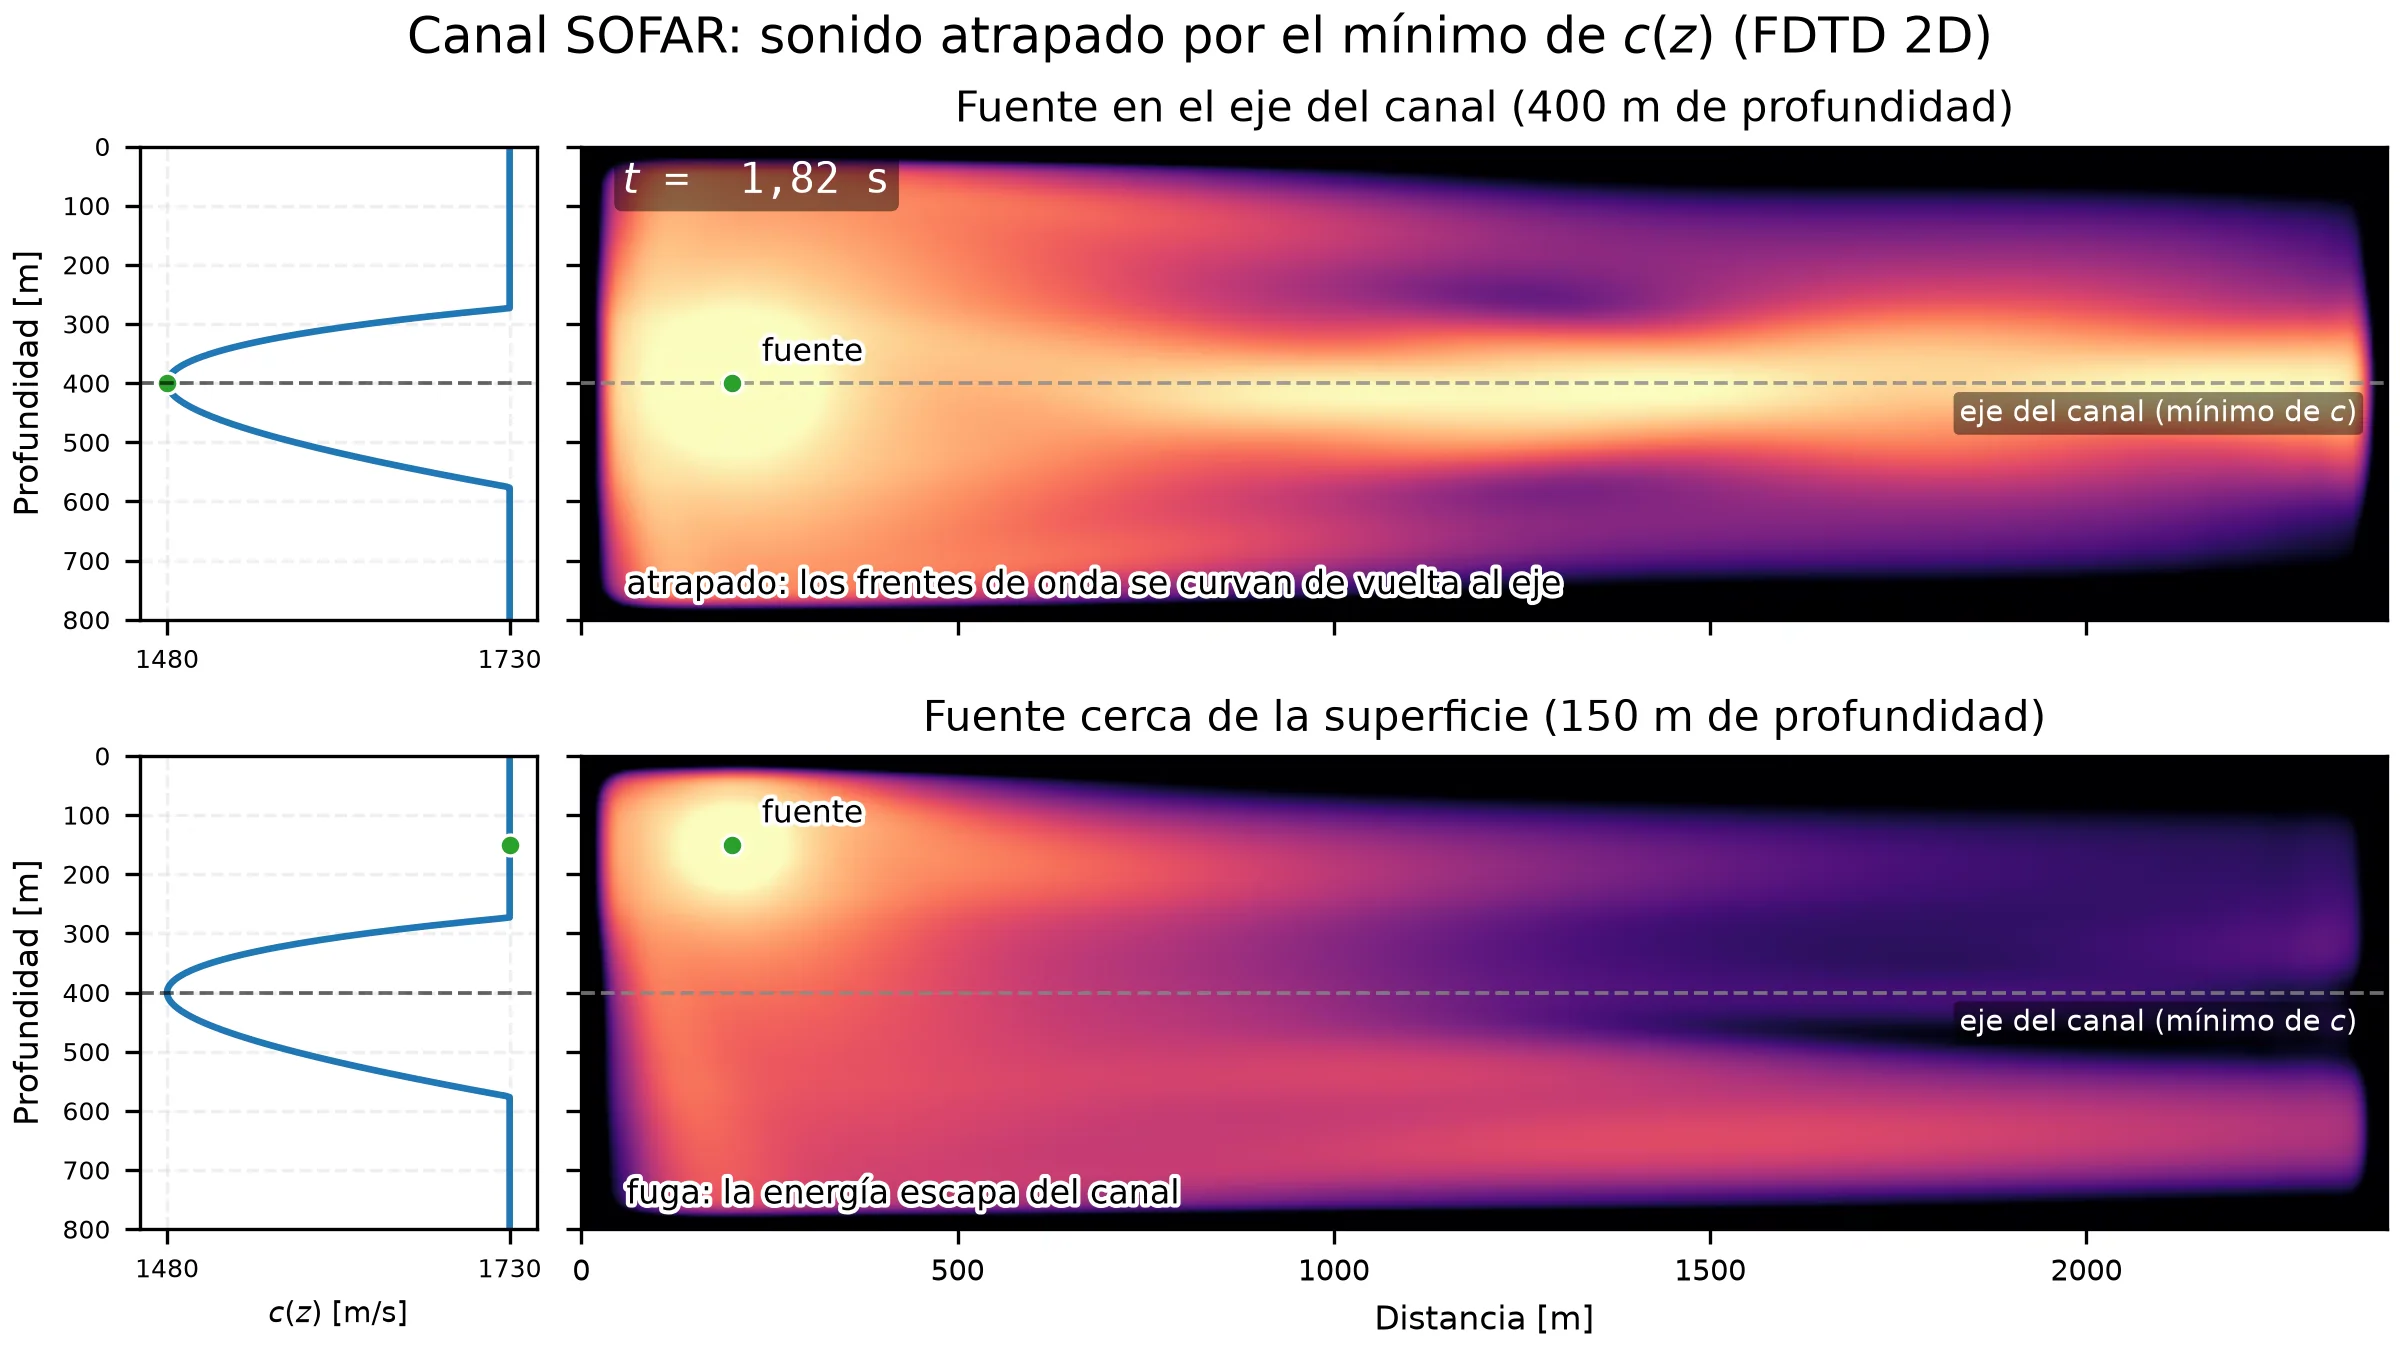 Canal SOFAR: sonido atrapado por el mínimo de c(z) (FDTD 2D)
Fuente en el eje del canal (400 m de profundidad)
Profundidad [m]
0
100
200
300
400
500
600
700
800
1480
1730
t = 1,82 s
fuente
eje del canal (mínimo de c)
atrapado: los frentes de onda se curvan de vuelta al eje
Fuente cerca de la superficie (150 m de profundidad)
Profundidad [m]
0
100
200
300
400
500
600
700
800
1480
1730
c(z) [m/s]
fuente
eje del canal (mínimo de c)
fuga: la energía escapa del canal
0
500
1000
1500
2000
Distancia [m]